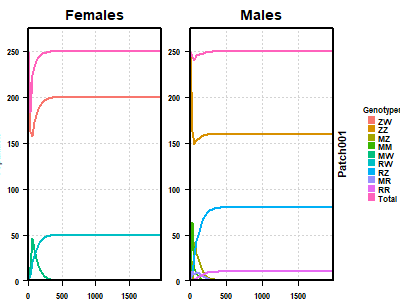 Females
Males
250
200
150
100
50
0
250
200
150
100
50
0
0
500
1000
1500
0
500
1000
1500
Patch001
Genotypes
ZW
ZZ
MZ
MM
MW
RW
RZ
MR
RR
Total